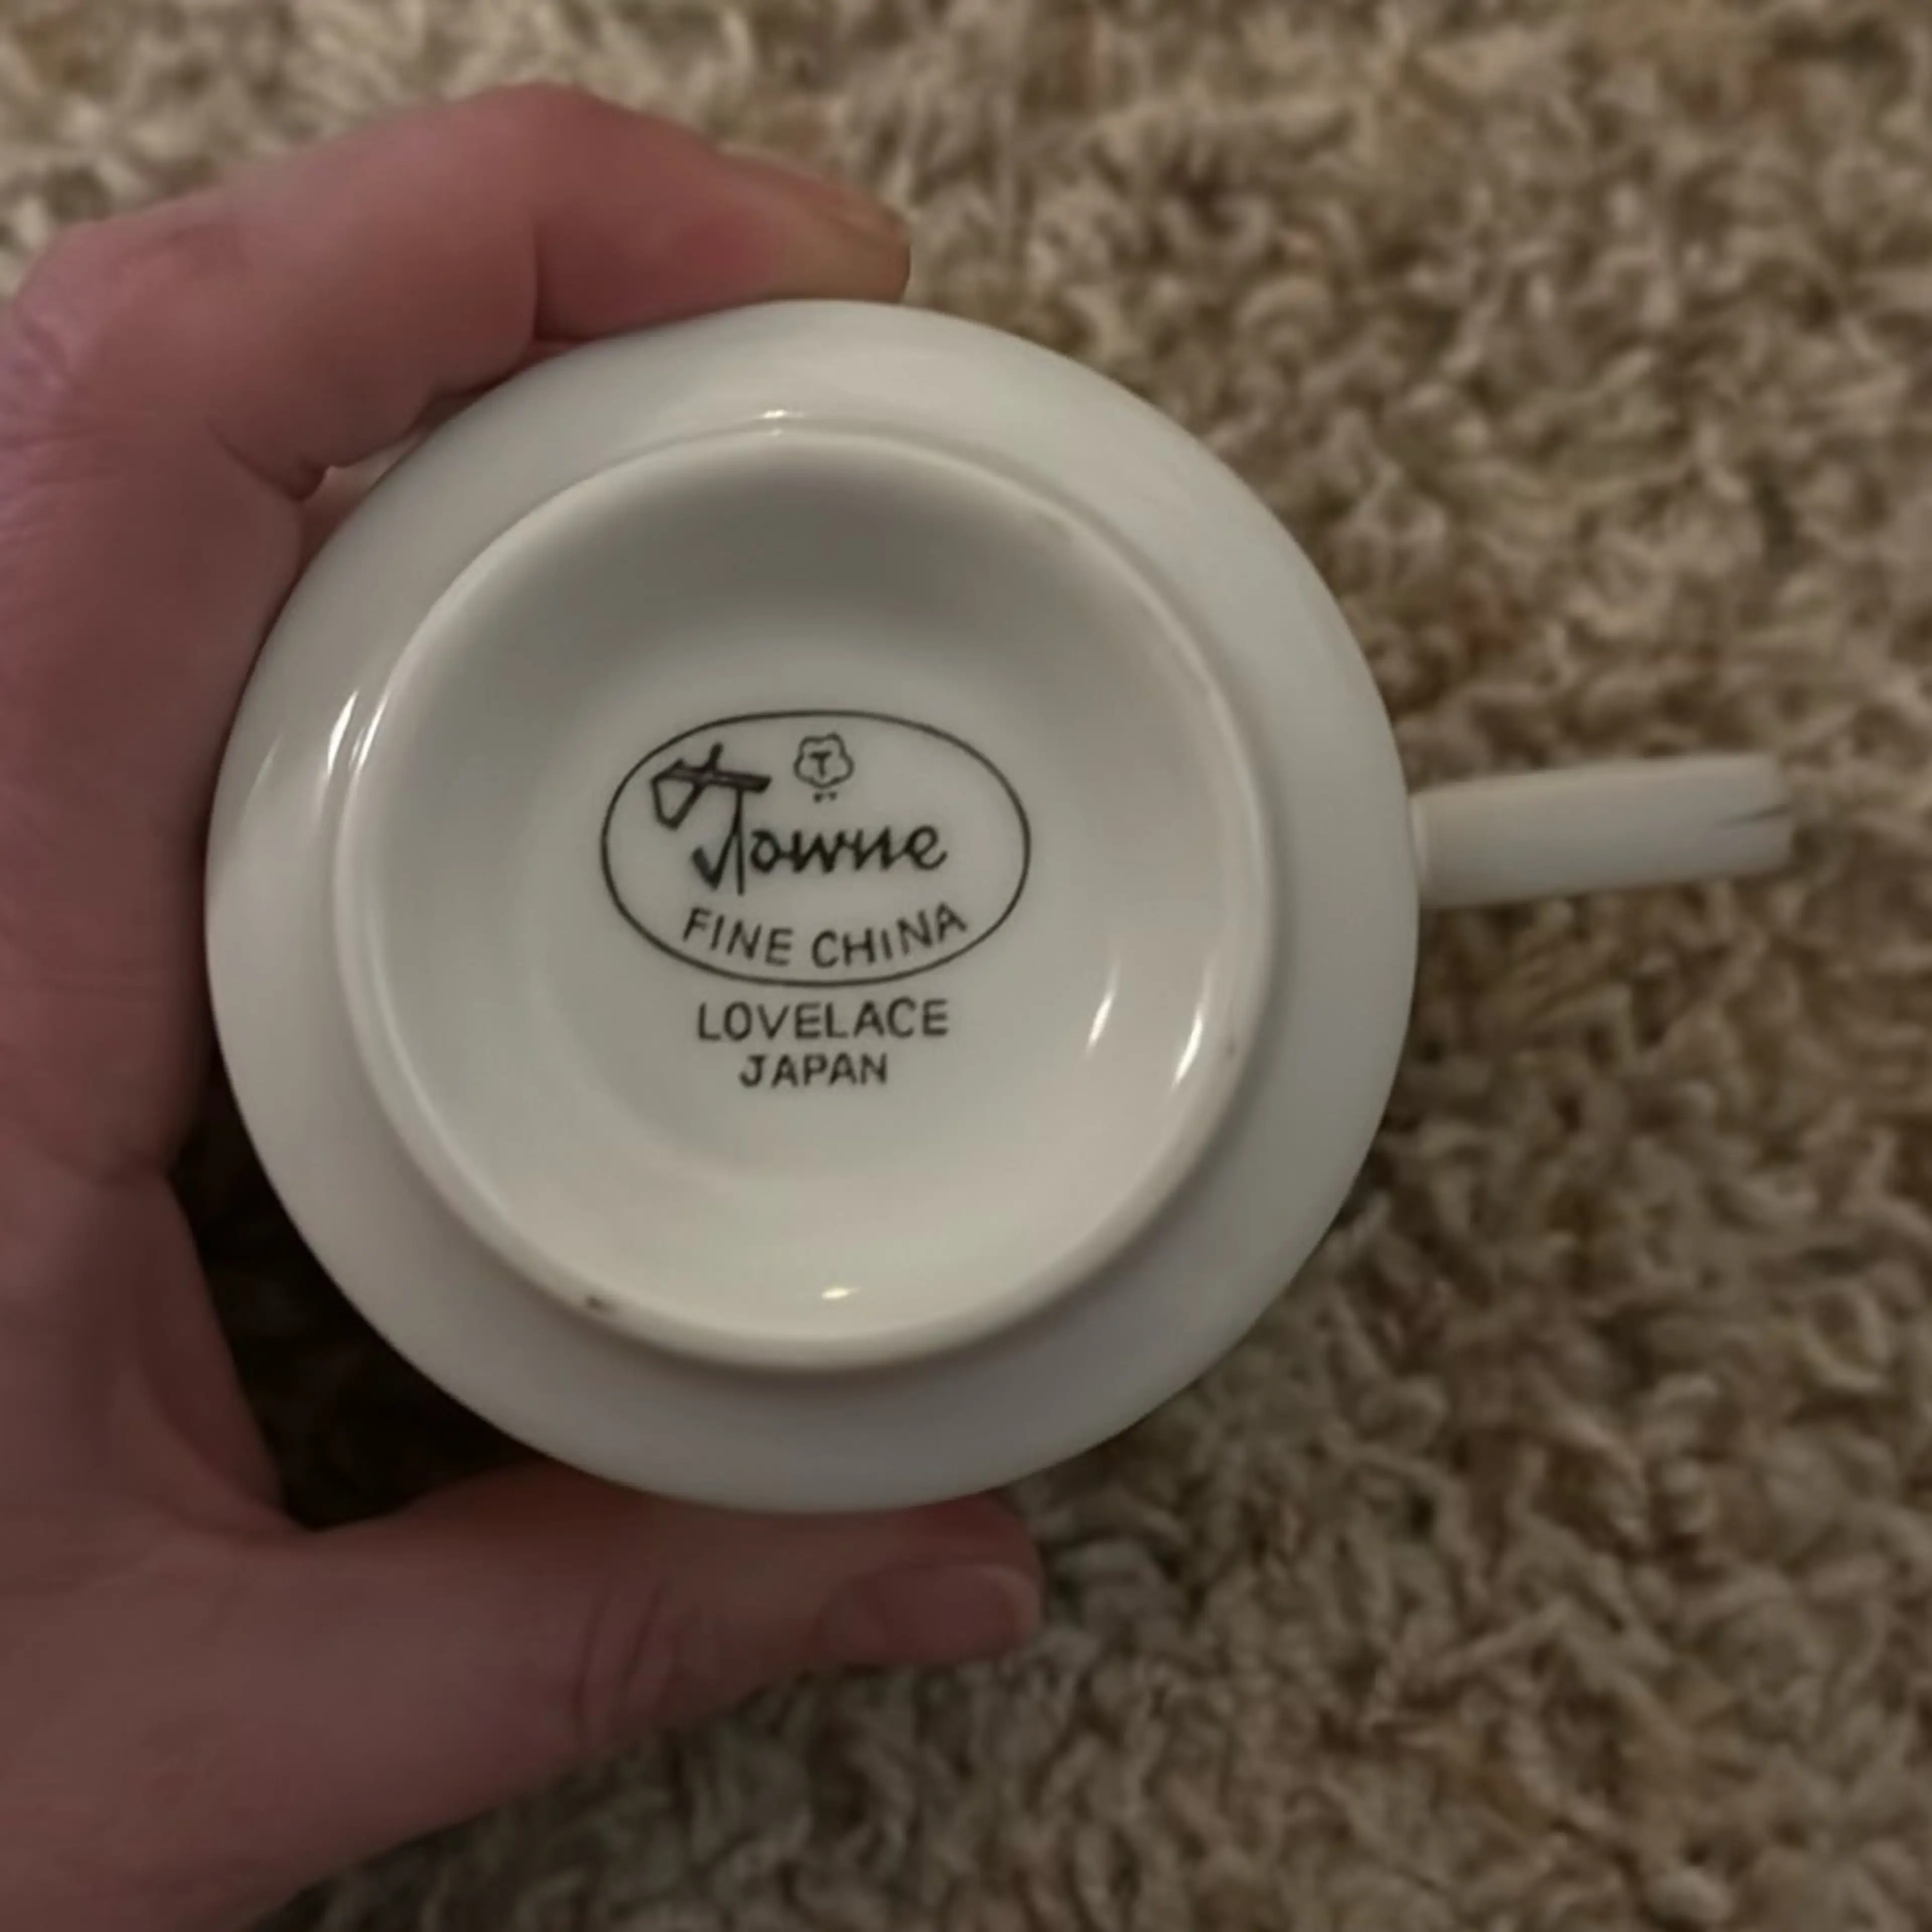 T
Towne
FINE CHINA
LOVELACE
JAPAN